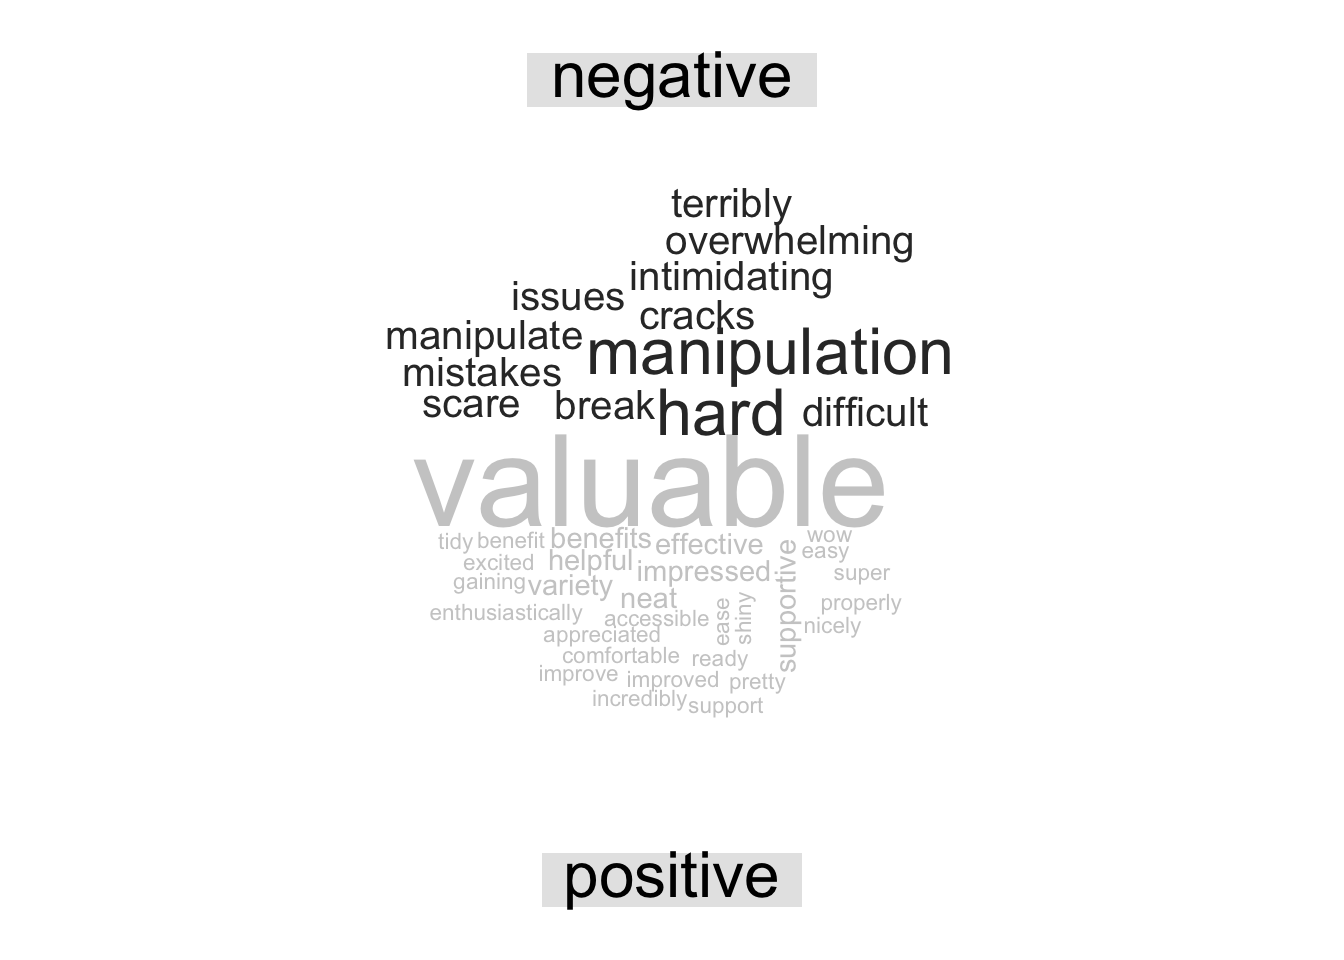 negative
terribly
overwhelming
intimidating
issues
cracks
manipulate
manipulation
mistakes
scare
break
hard
difficult
valuable
tidy
benefit
benefits
effective
wow
easy
excited
helpful
impressed
super
gaining
variety
neat
supportive
properly
enthusiastically
accessible
ease
shiny
nicely
appreciated
comfortable
ready
improve
improved
pretty
incredibly
support
positive